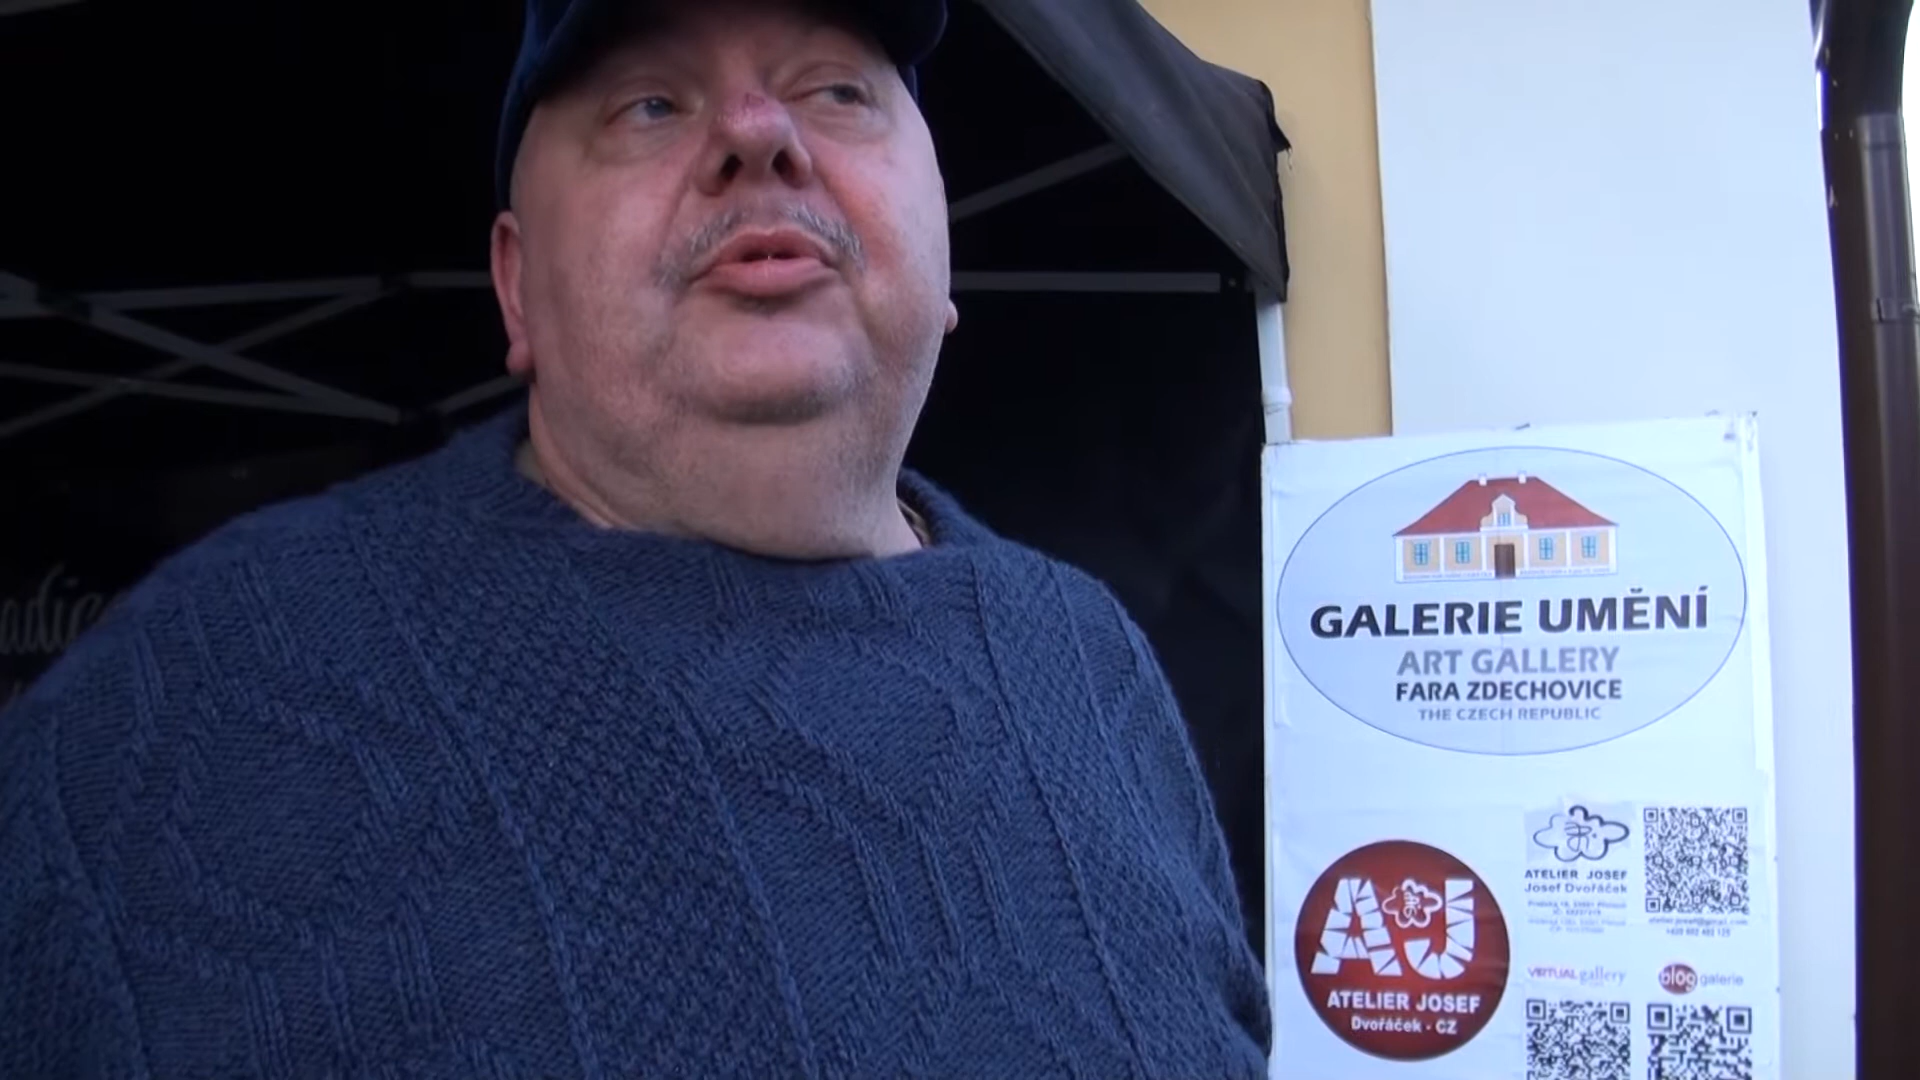 GALERIE UMĚNÍ
ART GALLERY
FARA ZDECHOVICE
THE CZECH REPUBLIC
ATELIER JOSEF
Josef Dvořáček
VIRTUAL gallery
blog galerie
AJ
ATELIER JOSEF
Dvořáček - CZ